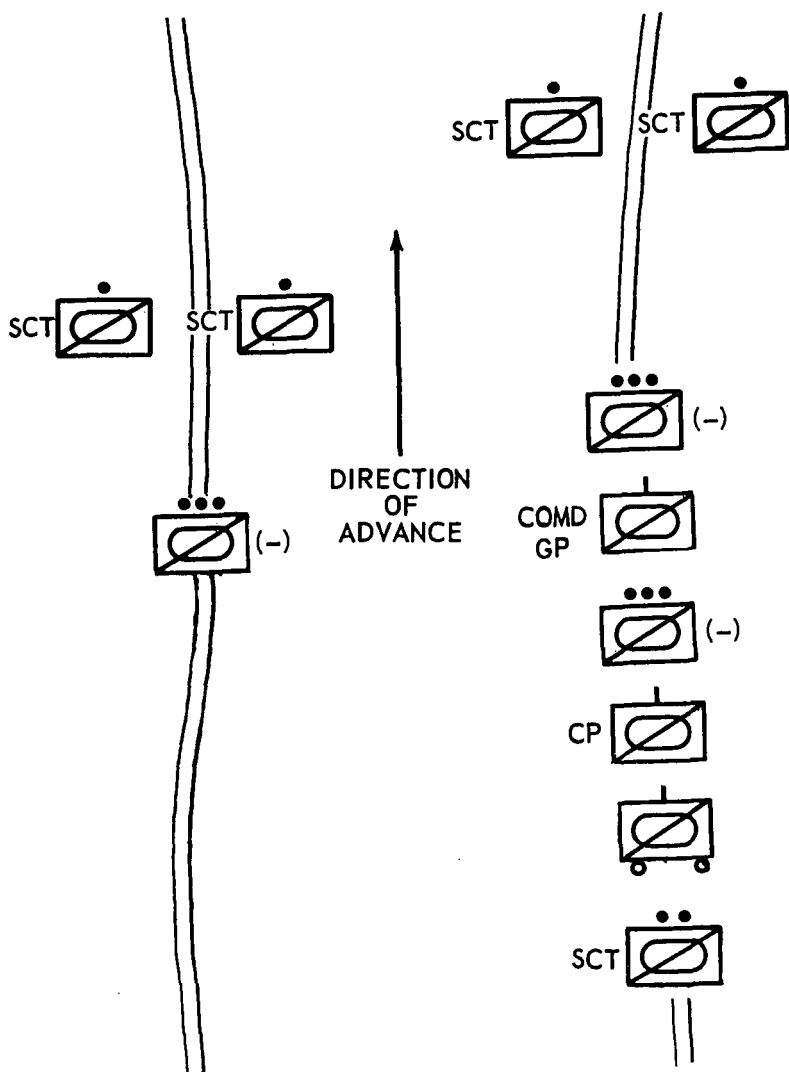 SCT
SCT
SCT
SCT
(-)
DIRECTION
OF
ADVANCE
COMD
GP
(-)
(-)
CP
SCT